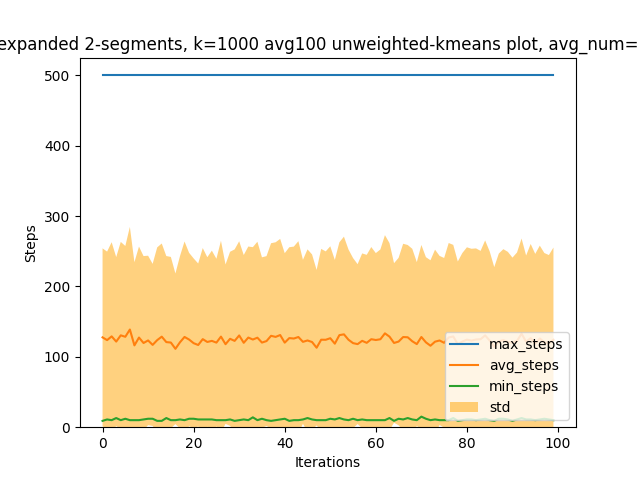 expanded 2-segments, k=1000 avg100 unweighted-kmeans plot, avg_num=
500
400
300
200
100
0
Steps
0 20 40 60 80 100
Iterations
max_steps
avg_steps
min_steps
std